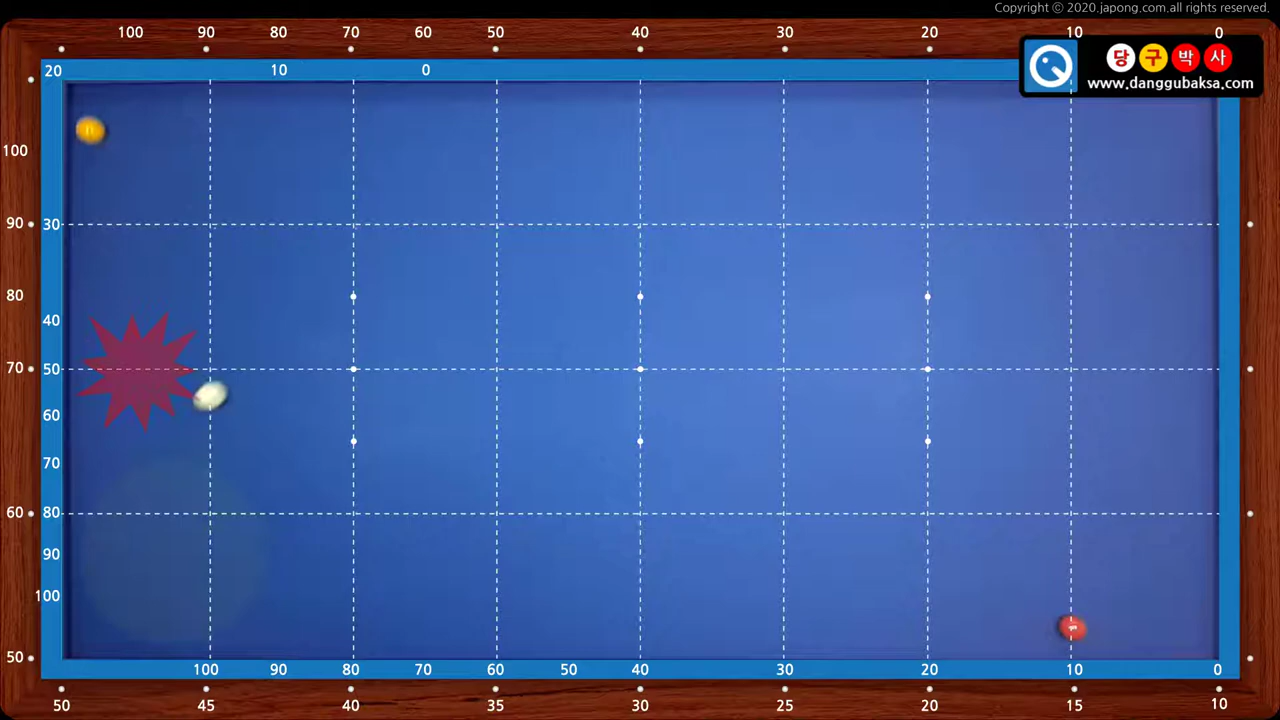 Copyright ⓒ 2020.japong.com.all rights reserved.
100 90 80 70 60 50 40 30 20 10 0
20 10 0
당구박사
www.danggubaksa.com
100
90 30
80
40
70 50
60
70
60 80
90
100
50
100 90 80 70 60 50 40 30 20 10 0
50 45 40 35 30 25 20 15 10